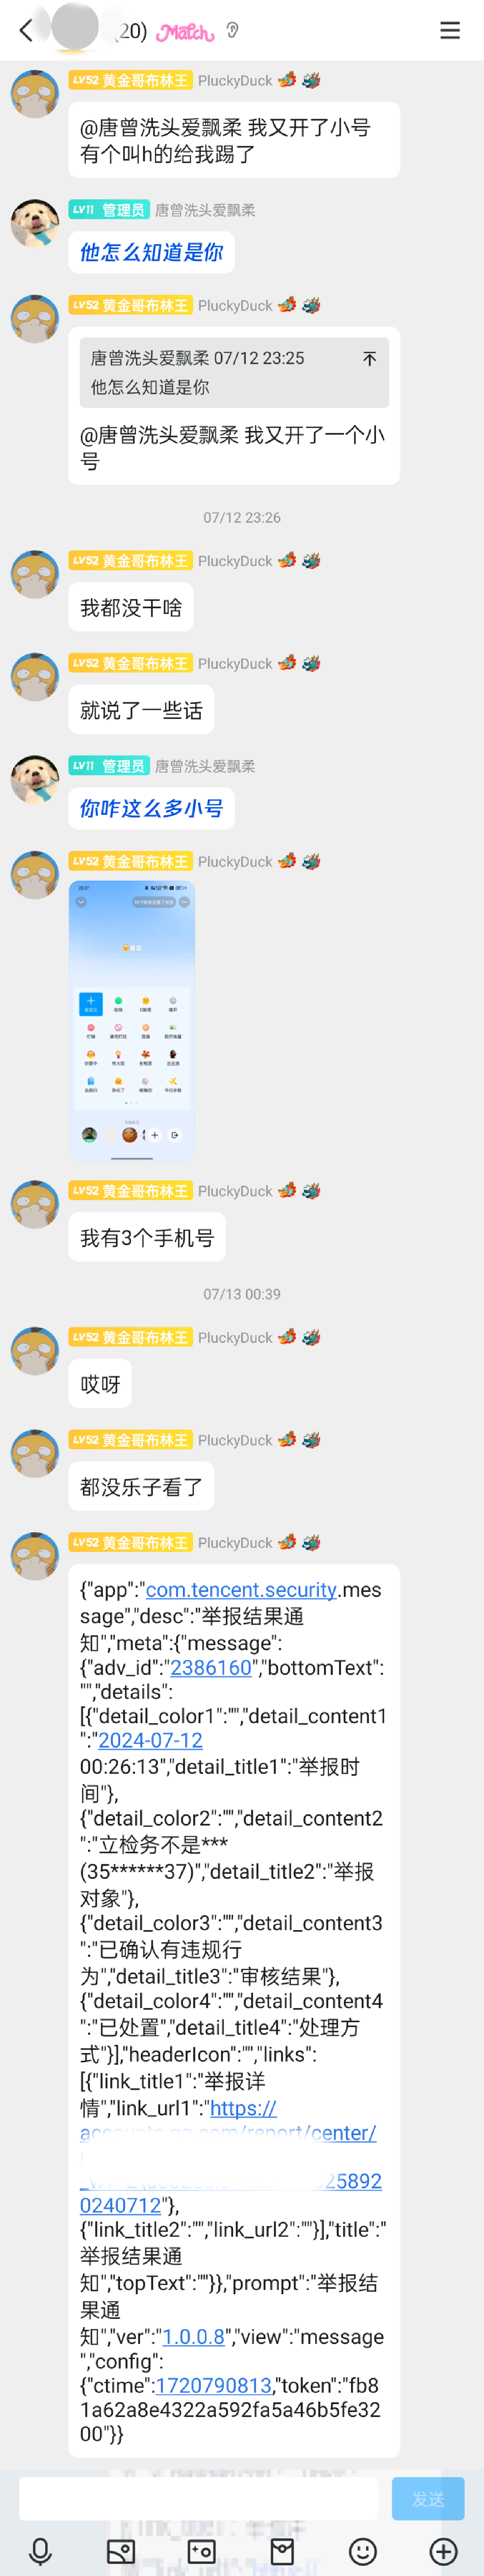 (20) Match
LV52 黄金哥布林王 PluckyDuck
@唐曾洗头爱飘柔 我又开了小号
有个叫h的给我踢了
LV11 管理员 唐曾洗头爱飘柔
他怎么知道是你
LV52 黄金哥布林王 PluckyDuck
唐曾洗头爱飘柔 07/12 23:25
他怎么知道是你
@唐曾洗头爱飘柔 我又开了一个小
号
07/12 23:26
LV52 黄金哥布林王 PluckyDuck
我都没干啥
LV52 黄金哥布林王 PluckyDuck
就说了一些话
LV11 管理员 唐曾洗头爱飘柔
你咋这么多小号
LV52 黄金哥布林王 PluckyDuck
LV52 黄金哥布林王 PluckyDuck
我有3个手机号
07/13 00:39
LV52 黄金哥布林王 PluckyDuck
哎呀
LV52 黄金哥布林王 PluckyDuck
都没乐子看了
LV52 黄金哥布林王 PluckyDuck
{"app":"com.tencent.security.mes
sage","desc":"举报结果通
知","meta":{"message":
{"adv_id":"2386160","bottomText":
"","details":
[{"detail_color1":"","detail_content1
":"2024-07-12
00:26:13","detail_title1":"举报时
间"},
{"detail_color2":"","detail_content2
":"立检务不是***
(35******37)","detail_title2":"举报
对象"},
{"detail_color3":"","detail_content3
":"已确认有违规行
为","detail_title3":"审核结果"},
{"detail_color4":"","detail_content4
":"已处置","detail_title4":"处理方
式"}],"headerIcon":"","links":
[{"link_title1":"举报详
情","link_url1":"https://
accounts.qq.com/report/center/
25892
0240712"},
{"link_title2":"","link_url2":""}],"title":"
举报结果通
知","topText":""}},"prompt":"举报结
果通
知","ver":"1.0.0.8","view":"message
","config":
{"ctime":1720790813,"token":"fb8
1a62a8e4322a592fa5a46b5fe32
00"}}
发送